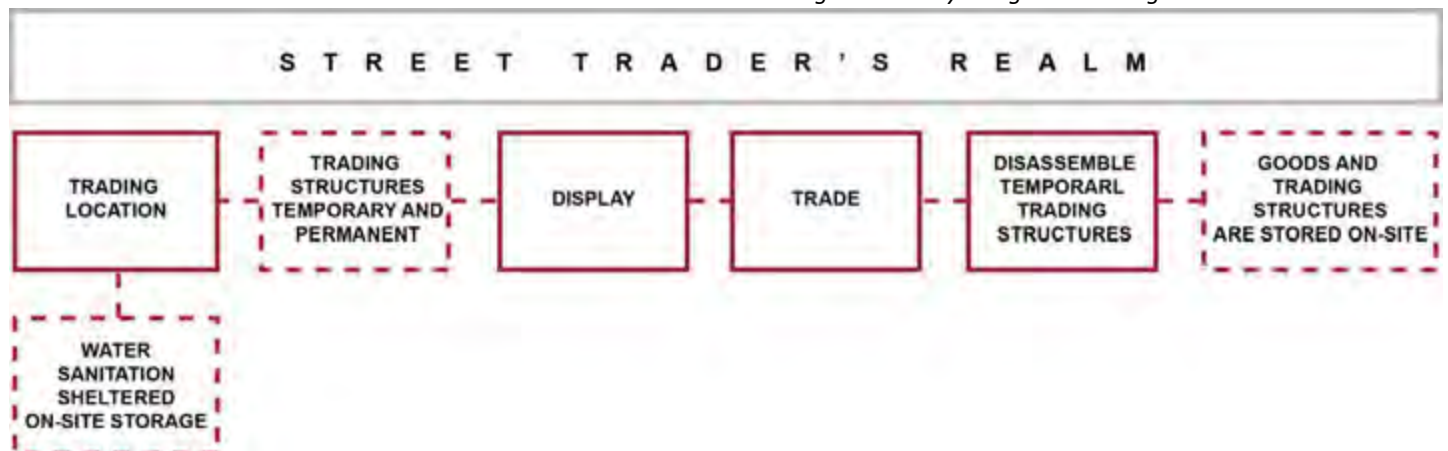 STREET TRADER'S REALM
TRADING
LOCATION
TRADING
STRUCTURES
TEMPORARY AND
PERMANENT
DISPLAY
TRADE
DISASSEMBLE
TEMPORARL
TRADING
STRUCTURES
GOODS AND
TRADING
STRUCTURES
ARE STORED ON-SITE
WATER
SANITATION
SHELTERED
ON-SITE STORAGE